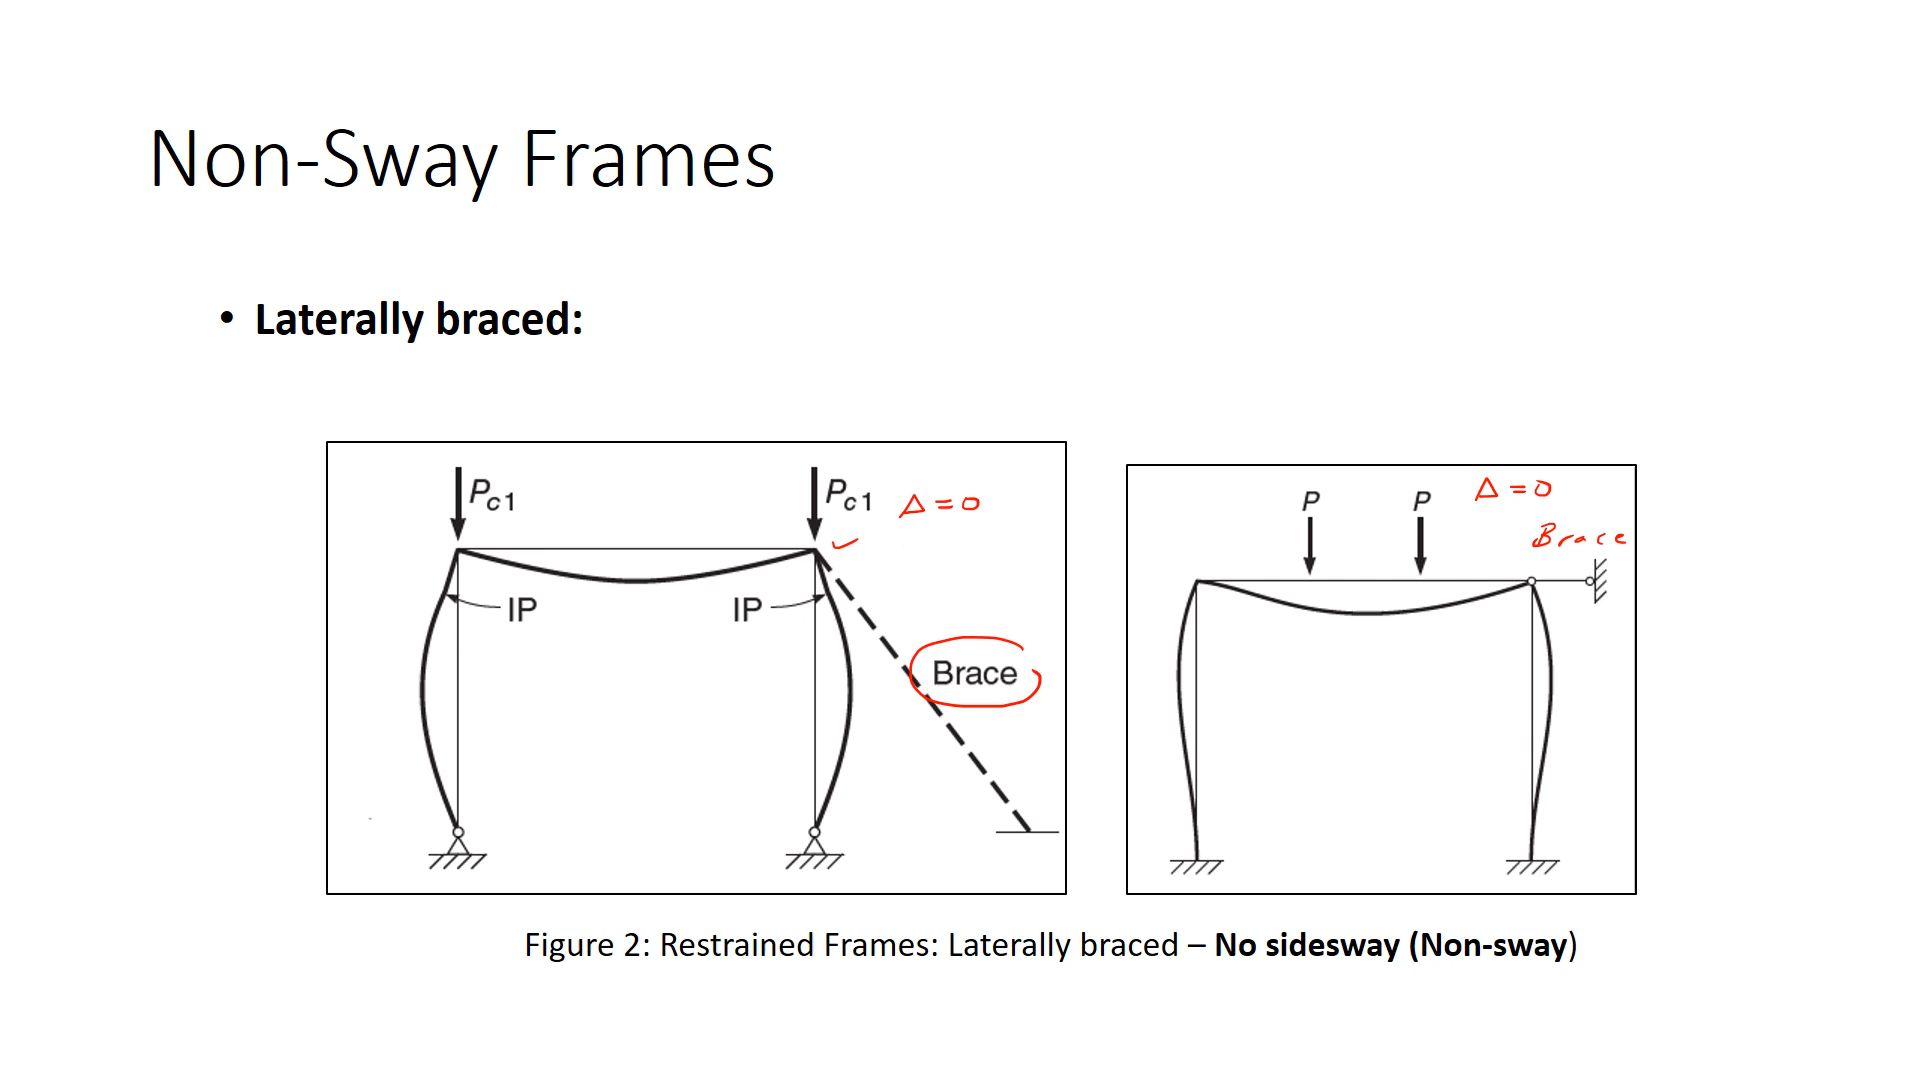 Non-Sway Frames
• Laterally braced:
Pc1
Pc1
Δ = 0
IP
IP
Brace
P
P
Δ = 0
Brace
Figure 2: Restrained Frames: Laterally braced – No sidesway (Non-sway)